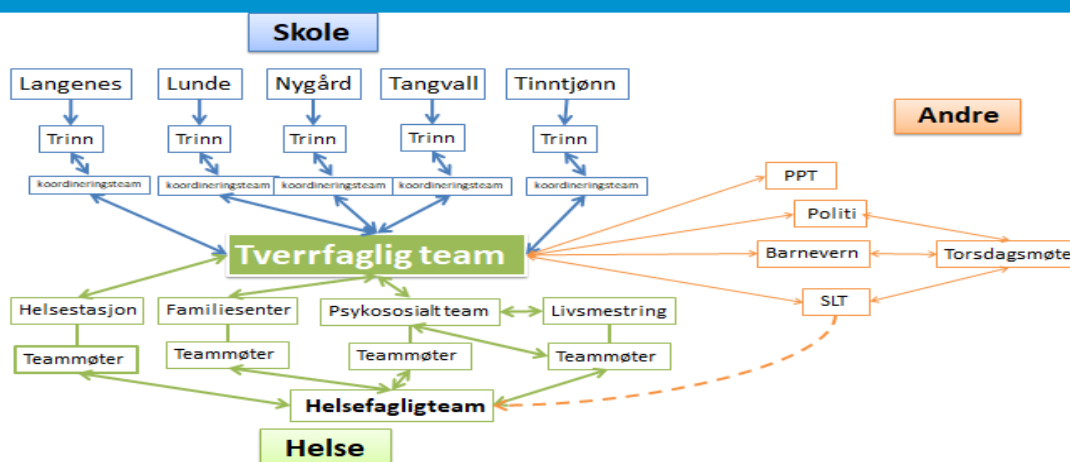 Skole
Langenes Lunde Nygård Tangvall Tinntjønn
Andre
Trinn Trinn Trinn Trinn Trinn
PPT
koordineringsteam koordineringsteam koordineringsteam koordineringsteam koordineringsteam
Politi
Tverrfaglig team
Barnevern Torsdagsmøte
Helsestasjon Familiesenter Psykososialt team Livsmestring
SLT
Teammøter Teammøter Teammøter Teammøter
Helsefagligteam
Helse